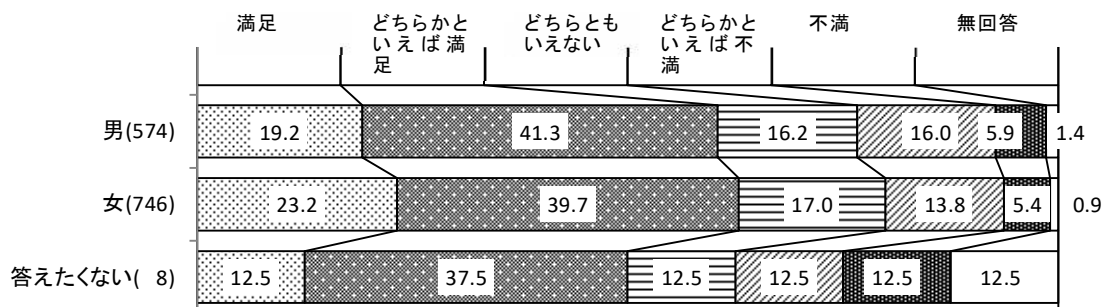 満足
どちらかと
いえば満
足
どちらとも
いえない
どちらかと
いえば不
満
不満
無回答
男(574)
19.2
41.3
16.2
16.0
5.9
1.4
女(746)
23.2
39.7
17.0
13.8
5.4
0.9
答えたくない( 8)
12.5
37.5
12.5
12.5
12.5
12.5